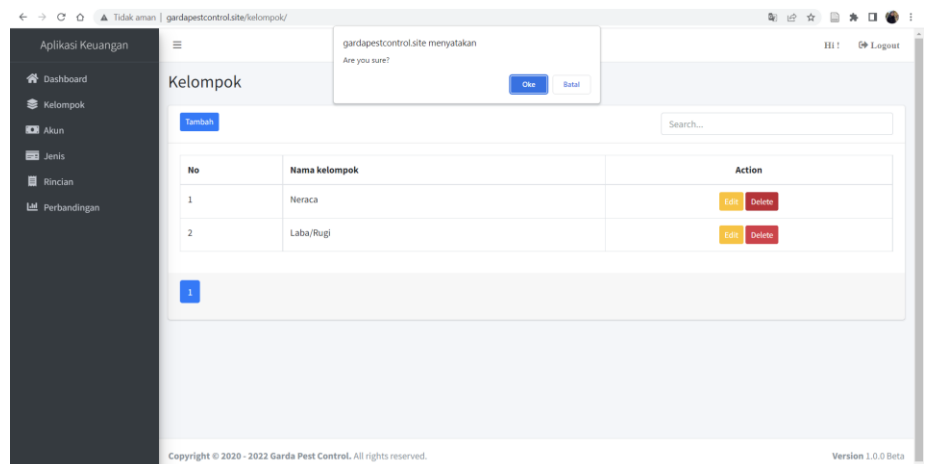 Tidak aman | gardapestcontrol.site/kelompok/
Aplikasi Keuangan
Dashboard
Kelompok
Akun
Jenis
Rincian
Perbandingan
gardapestcontrol.site menyatakan
Are you sure?
Oke Batal
Hi ! Logout
Kelompok
Tambah Search...
No Nama kelompok Action
1 Neraca Edit Delete
2 Laba/Rugi Edit Delete
1
Copyright © 2020 - 2022 Garda Pest Control. All rights reserved. Version 1.0.0 Beta